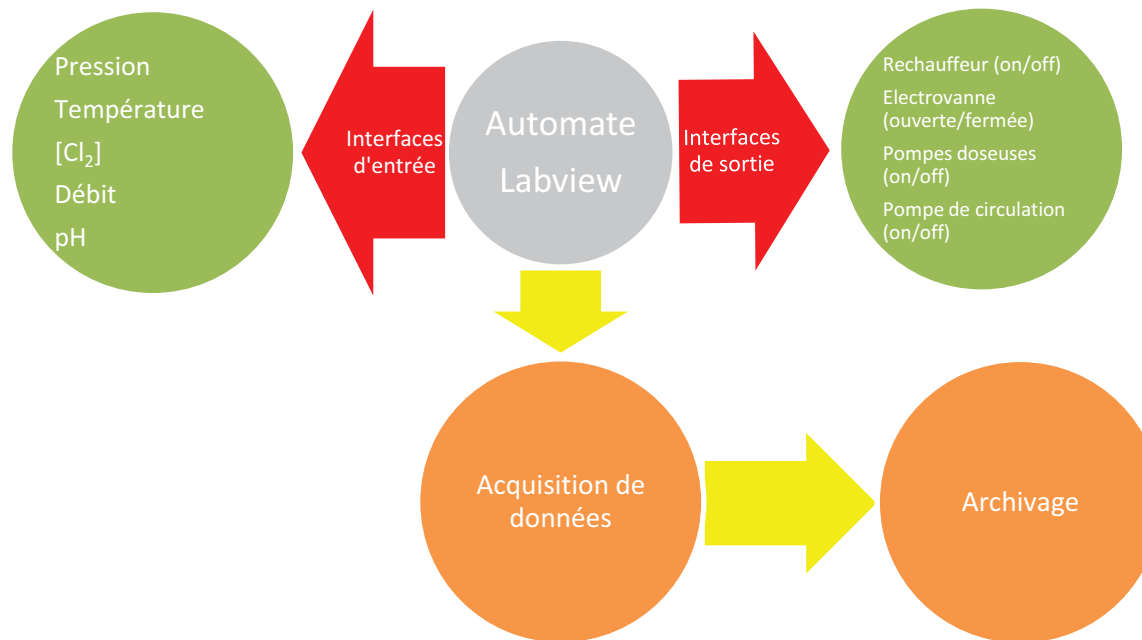 Pression
Température
[Cl₂]
Débit
pH
Interfaces
d'entrée
Automate
Labview
Interfaces
de sortie
Rechauffeur (on/off)
Electrovanne
(ouverte/fermée)
Pompes doseuses
(on/off)
Pompe de circulation
(on/off)
Acquisition de
données
Archivage